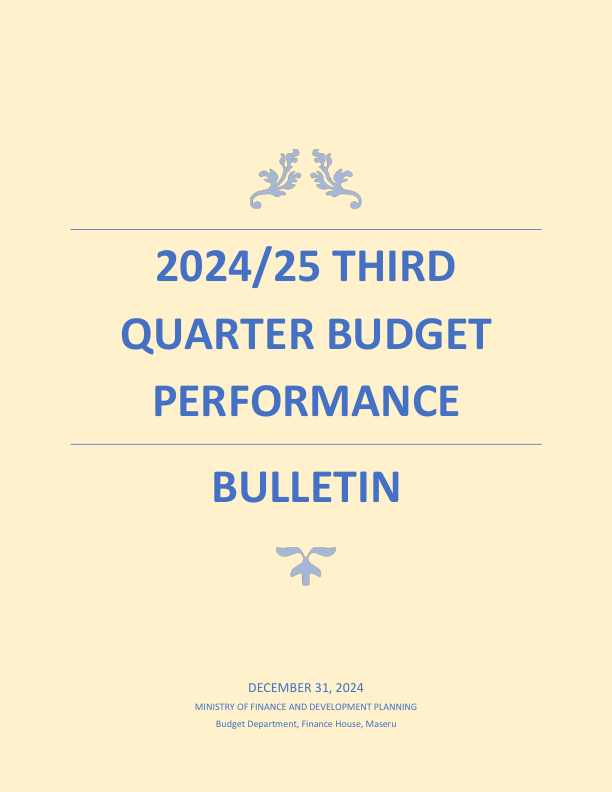 2024/25 THIRD
QUARTER BUDGET
PERFORMANCE
BULLETIN
DECEMBER 31, 2024
MINISTRY OF FINANCE AND DEVELOPMENT PLANNING
Budget Department, Finance House, Maseru